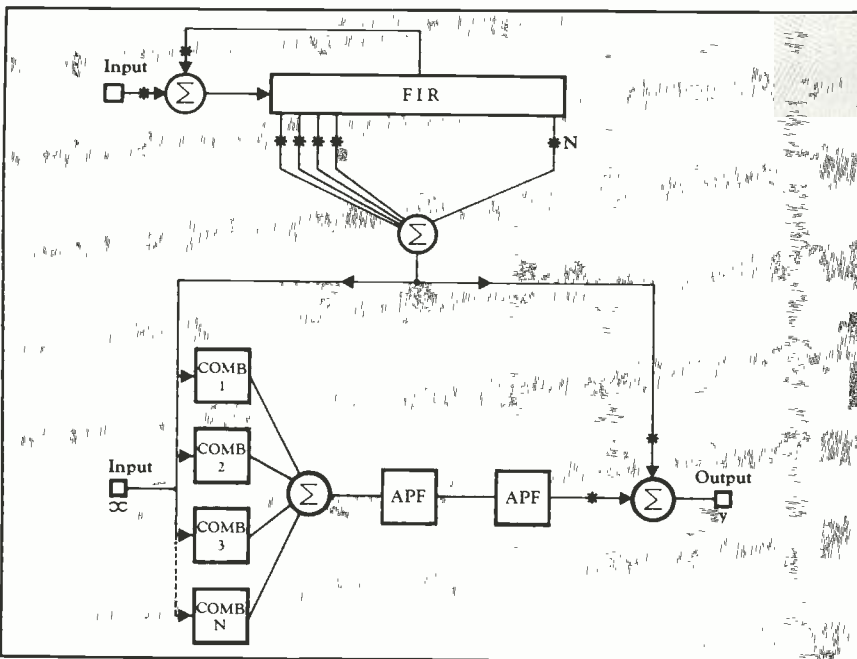 Input
Σ
FIR
N
Σ
COMB
1
COMB
2
Input
x
COMB
3
COMB
N
Σ
APF
APF
Σ
Output
y